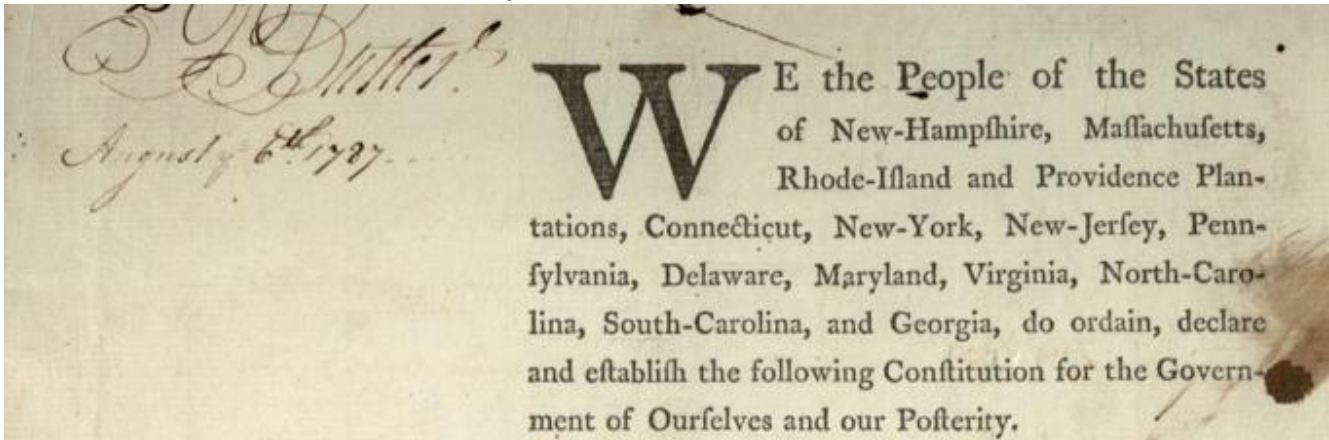 P. Butler
August 6th 1787
WE the People of the States
of New-Hampſhire, Maſſachuſetts,
Rhode-Iſland and Providence Plan-
tations, Connecticut, New-York, New-Jerſey, Penn-
ſylvania, Delaware, Maryland, Virginia, North-Caro-
lina, South-Carolina, and Georgia, do ordain, declare
and eſtabliſh the following Conſtitution for the Govern-
ment of Ourſelves and our Poſterity.